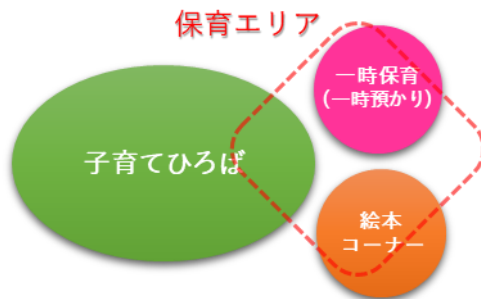 保育エリア
一時保育
(一時預かり)
子育てひろば
絵本
コーナー